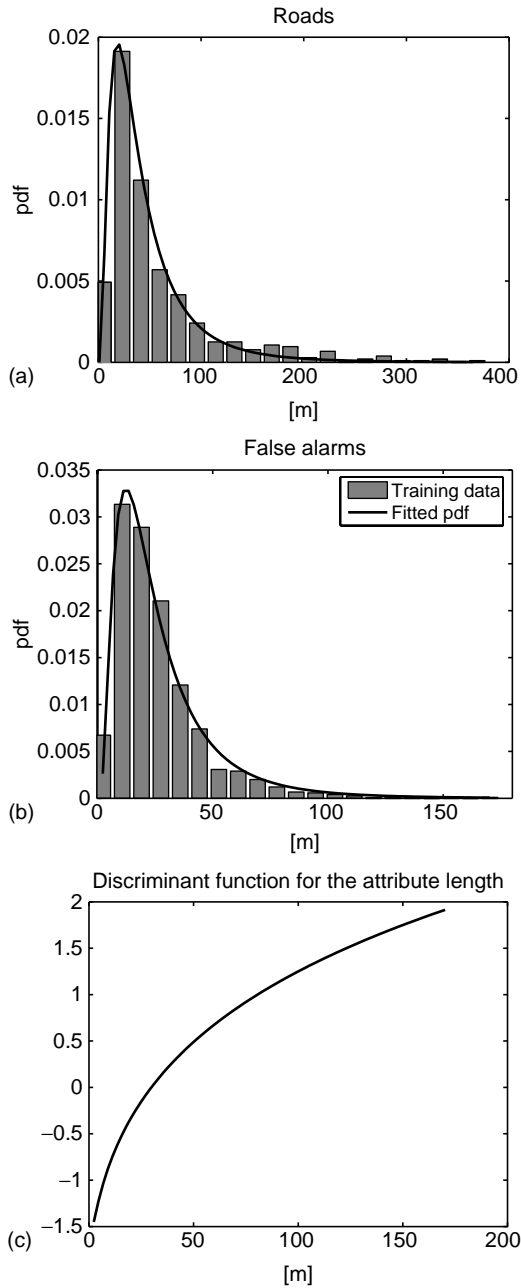 Roads
0.02
0.015
0.01
0.005
0
pdf
0 100 200 300 400
(a)
[m]
False alarms
0.035
0.03
0.025
0.02
0.015
0.01
0.005
0
pdf
Training data
Fitted pdf
50 100 150
(b)
[m]
Discriminant function for the attribute length
2
1.5
1
0.5
0
−0.5
−1
−1.5
0 50 100 150 200
(c)
[m]